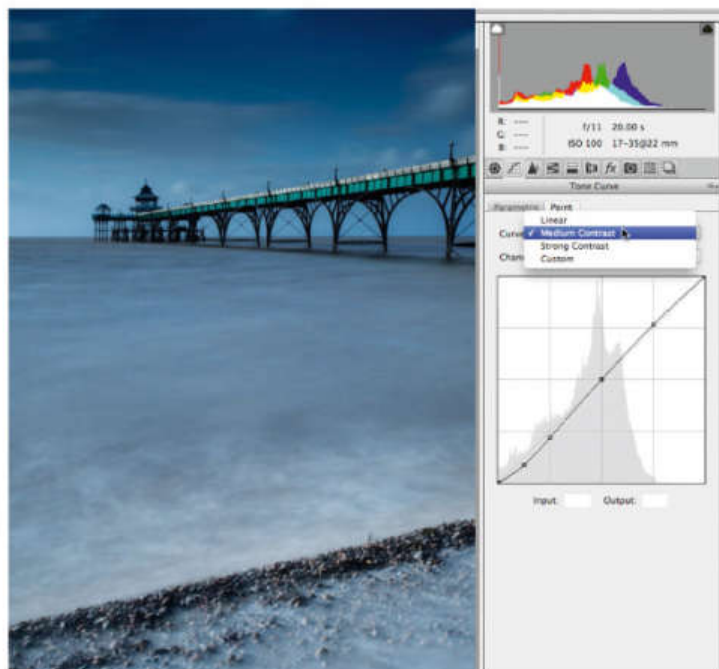 R: ---
G: ---
B: ---
f/11 20.00 s
ISO 100 17-35@22 mm
fx
Tone Curve
Parametric Point
Linear
Curve
✓ Medium Contrast
Strong Contrast
Chan
Custom
Input: Output: